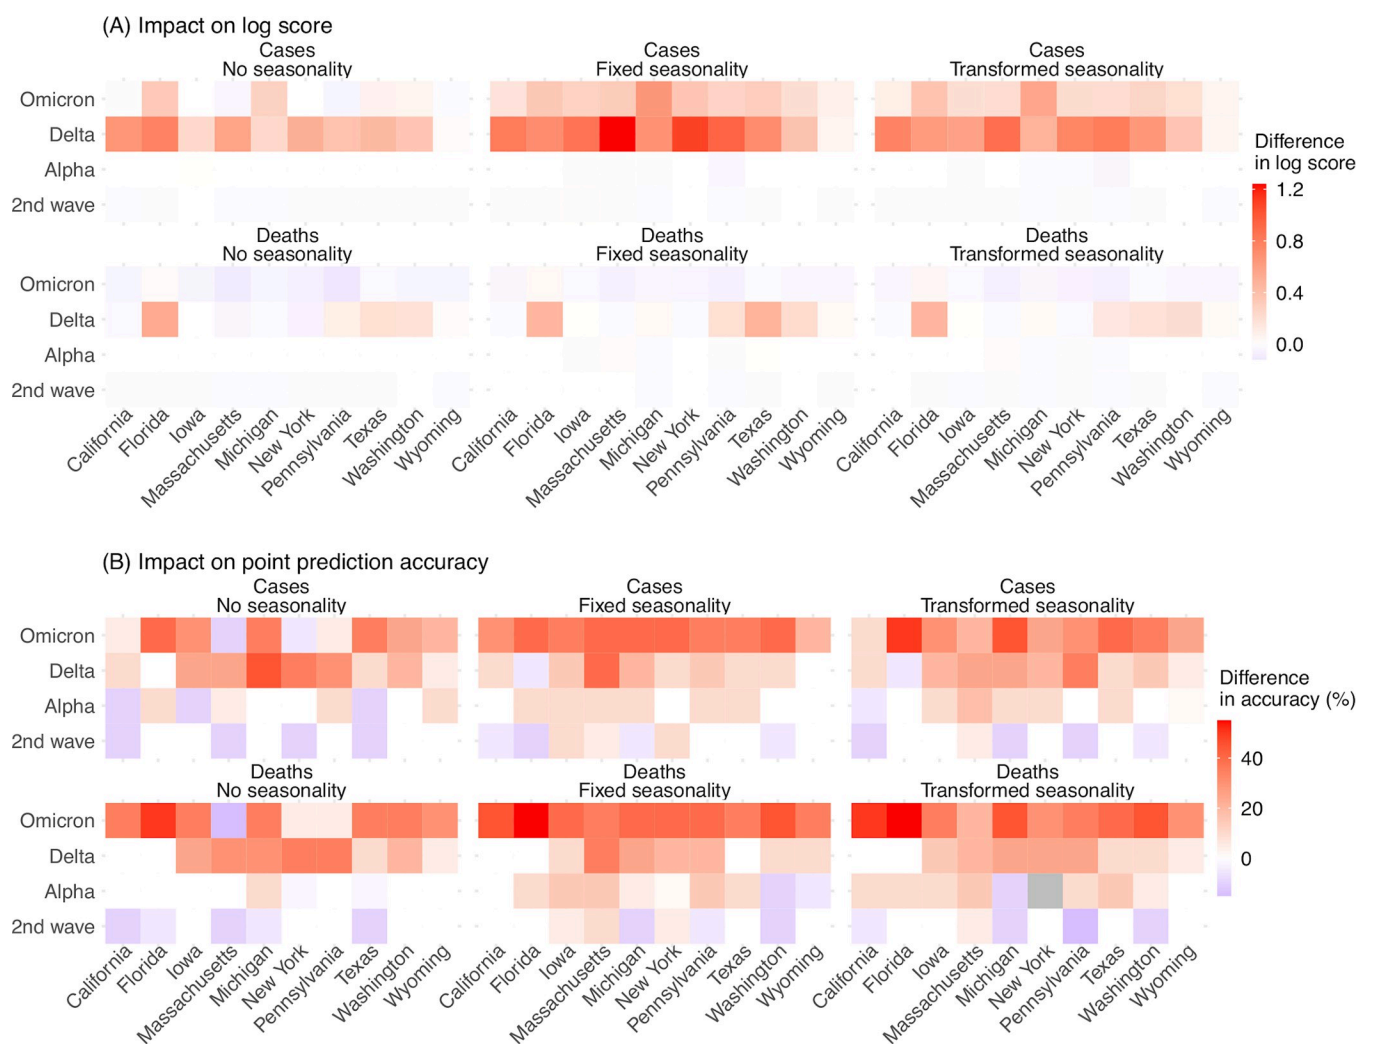 (A) Impact on log score
Cases
No seasonality
Cases
Fixed seasonality
Cases
Transformed seasonality
Omicron
Delta
Alpha
2nd wave
Deaths
No seasonality
Deaths
Fixed seasonality
Deaths
Transformed seasonality
Omicron
Delta
Alpha
2nd wave
Difference
in log score
1.2
0.8
0.4
0.0
California
Florida
Iowa
Massachusetts
Michigan
New York
Pennsylvania
Texas
Washington
Wyoming
California
Florida
Iowa
Massachusetts
Michigan
New York
Pennsylvania
Texas
Washington
Wyoming
California
Florida
Iowa
Massachusetts
Michigan
New York
Pennsylvania
Texas
Washington
Wyoming
(B) Impact on point prediction accuracy
Cases
No seasonality
Cases
Fixed seasonality
Cases
Transformed seasonality
Omicron
Delta
Alpha
2nd wave
Deaths
No seasonality
Deaths
Fixed seasonality
Deaths
Transformed seasonality
Omicron
Delta
Alpha
2nd wave
Difference
in accuracy (%)
40
20
0
California
Florida
Iowa
Massachusetts
Michigan
New York
Pennsylvania
Texas
Washington
Wyoming
California
Florida
Iowa
Massachusetts
Michigan
New York
Pennsylvania
Texas
Washington
Wyoming
California
Florida
Iowa
Massachusetts
Michigan
New York
Pennsylvania
Texas
Washington
Wyoming